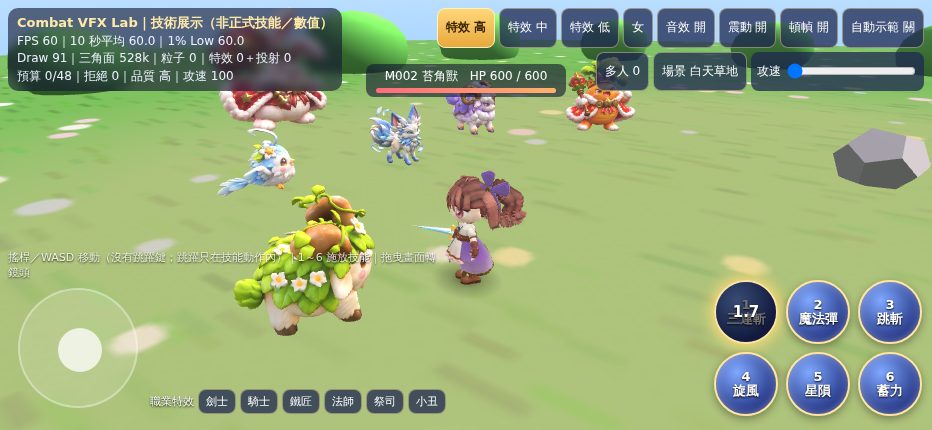 Combat VFX Lab｜技術展示（非正式技能／數值）
FPS 60｜10 秒平均 60.0｜1% Low 60.0
Draw 91｜三角面 528k｜粒子 0｜特效 0＋投射 0
預算 0/48｜拒絕 0｜品質 高｜攻速 100
特效 高
特效 中
特效 低
女
音效 開
震動 開
頓幀 開
自動示範 關
M002 苔角獸 HP 600 / 600
多人 0
場景 白天草地
攻速
搖桿／WASD 移動（沒有跳躍鍵；跳躍只在技能動作內）｜1–6 施放技能｜拖曳畫面轉
鏡頭
1.7
三連斬
2
魔法彈
3
跳斬
4
旋風
5
星隕
6
蓄力
職業特效
劍士
騎士
鐵匠
法師
祭司
小丑